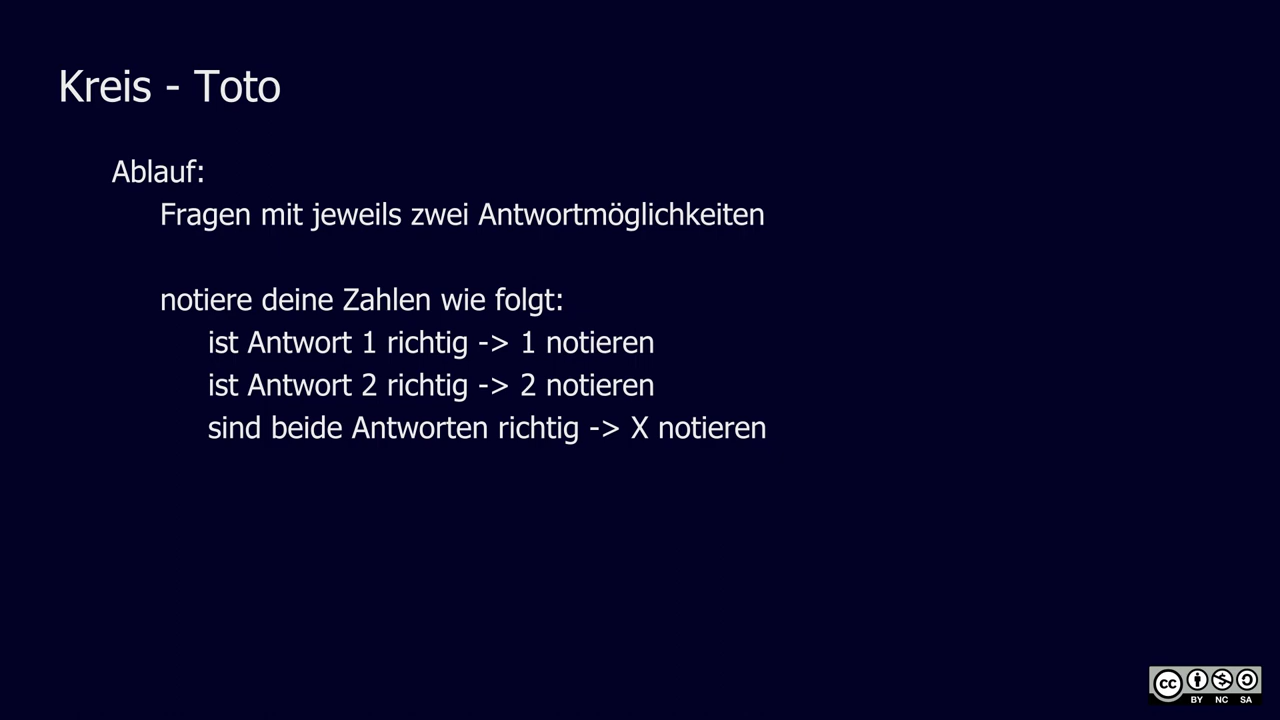 Kreis - Toto
Ablauf:
Fragen mit jeweils zwei Antwortmöglichkeiten
notiere deine Zahlen wie folgt:
ist Antwort 1 richtig -> 1 notieren
ist Antwort 2 richtig -> 2 notieren
sind beide Antworten richtig -> X notieren
cc
BY NC SA